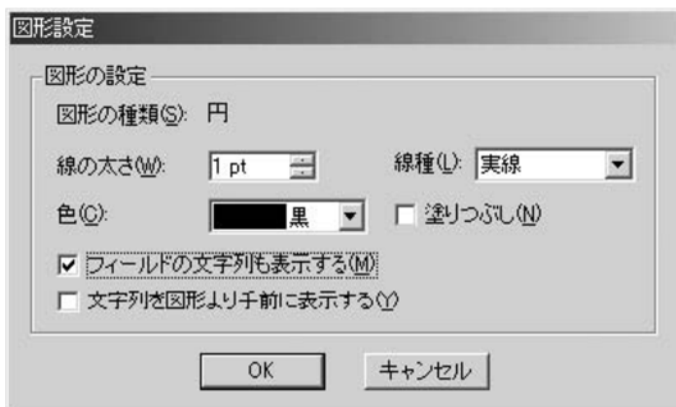 図形設定
図形の設定
図形の種類(S): 円
線の太さ(W): 1 pt 線種(L): 実線
色(C): 黒 塗りつぶし(N)
フィールドの文字列も表示する(M)
文字列を図形より手前に表示する(Y)
OK キャンセル